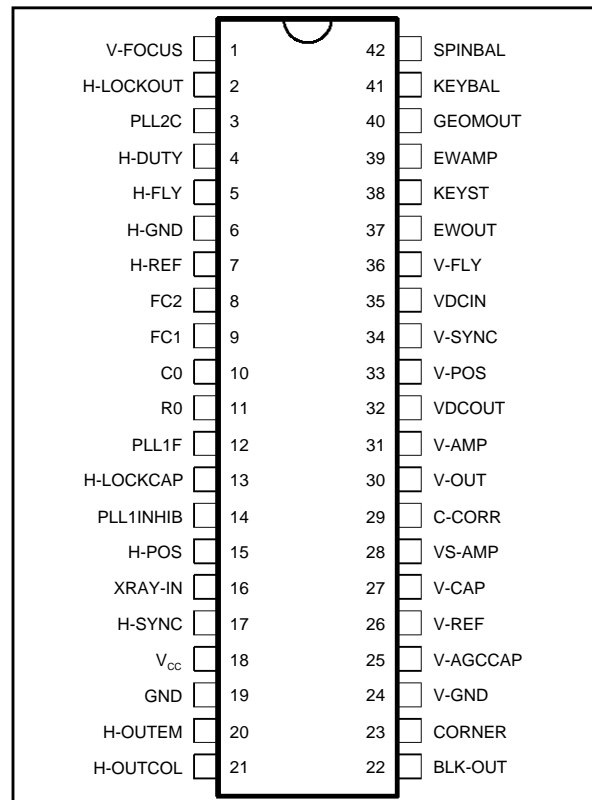 V-FOCUS 1 42 SPINBAL
H-LOCKOUT 2 41 KEYBAL
PLL2C 3 40 GEOMOUT
H-DUTY 4 39 EWAMP
H-FLY 5 38 KEYST
H-GND 6 37 EWOUT
H-REF 7 36 V-FLY
FC2 8 35 VDCIN
FC1 9 34 V-SYNC
C0 10 33 V-POS
R0 11 32 VDCOUT
PLL1F 12 31 V-AMP
H-LOCKCAP 13 30 V-OUT
PLL1INHIB 14 29 C-CORR
H-POS 15 28 VS-AMP
XRAY-IN 16 27 V-CAP
H-SYNC 17 26 V-REF
VCC 18 25 V-AGCCAP
GND 19 24 V-GND
H-OUTEM 20 23 CORNER
H-OUTCOL 21 22 BLK-OUT